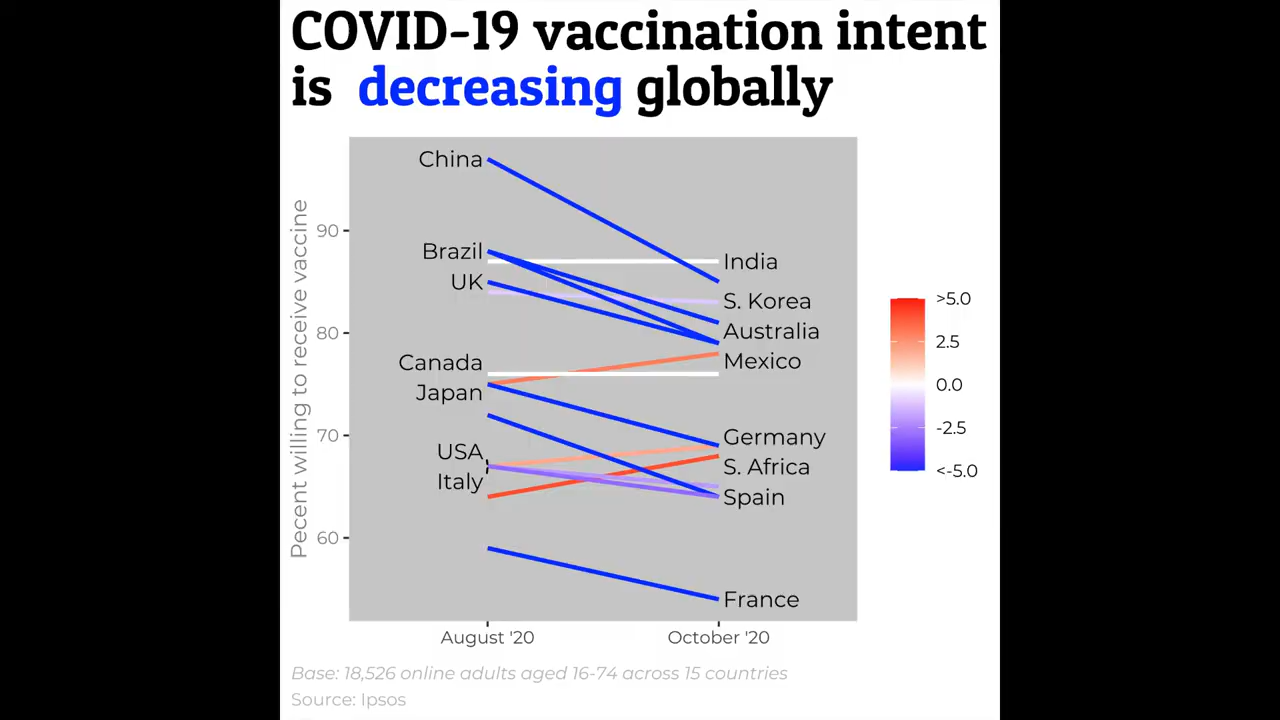 COVID-19 vaccination intent
is decreasing globally
Pecent willing to receive vaccine
90
80
70
60
China
Brazil
UK
Canada
Japan
USA
Italy
India
S. Korea
Australia
Mexico
Germany
S. Africa
Spain
France
August '20
October '20
>5.0
2.5
0.0
-2.5
<-5.0
Base: 18,526 online adults aged 16-74 across 15 countries
Source: Ipsos